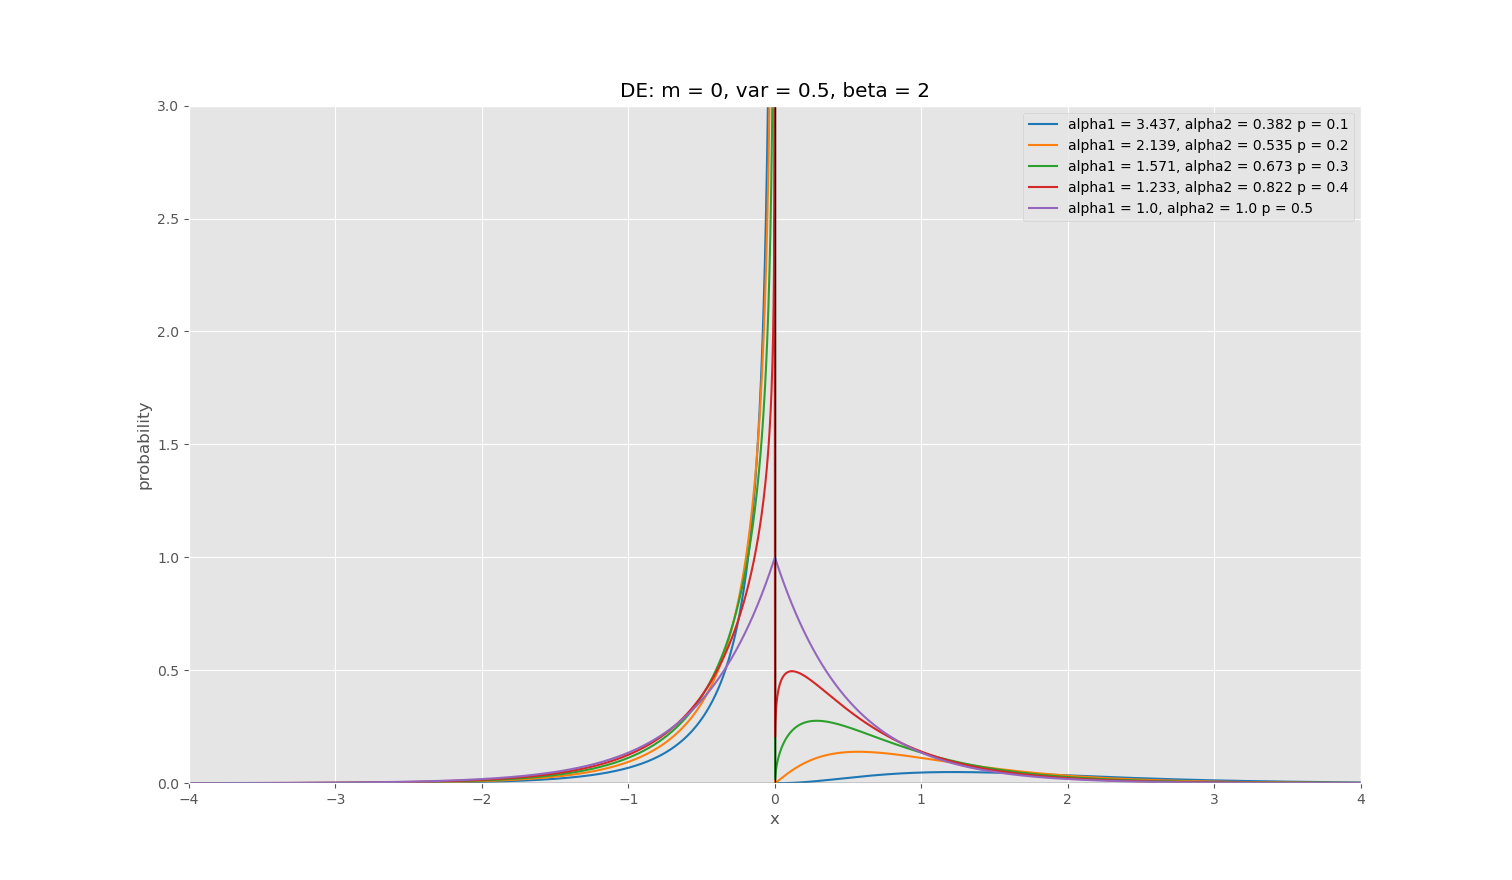 DE: m = 0, var = 0.5, beta = 2
3.0
2.5
2.0
1.5
1.0
0.5
0.0
probability
alpha1 = 3.437, alpha2 = 0.382 p = 0.1
alpha1 = 2.139, alpha2 = 0.535 p = 0.2
alpha1 = 1.571, alpha2 = 0.673 p = 0.3
alpha1 = 1.233, alpha2 = 0.822 p = 0.4
alpha1 = 1.0, alpha2 = 1.0 p = 0.5
−4 −3 −2 −1 0 1 2 3 4
x